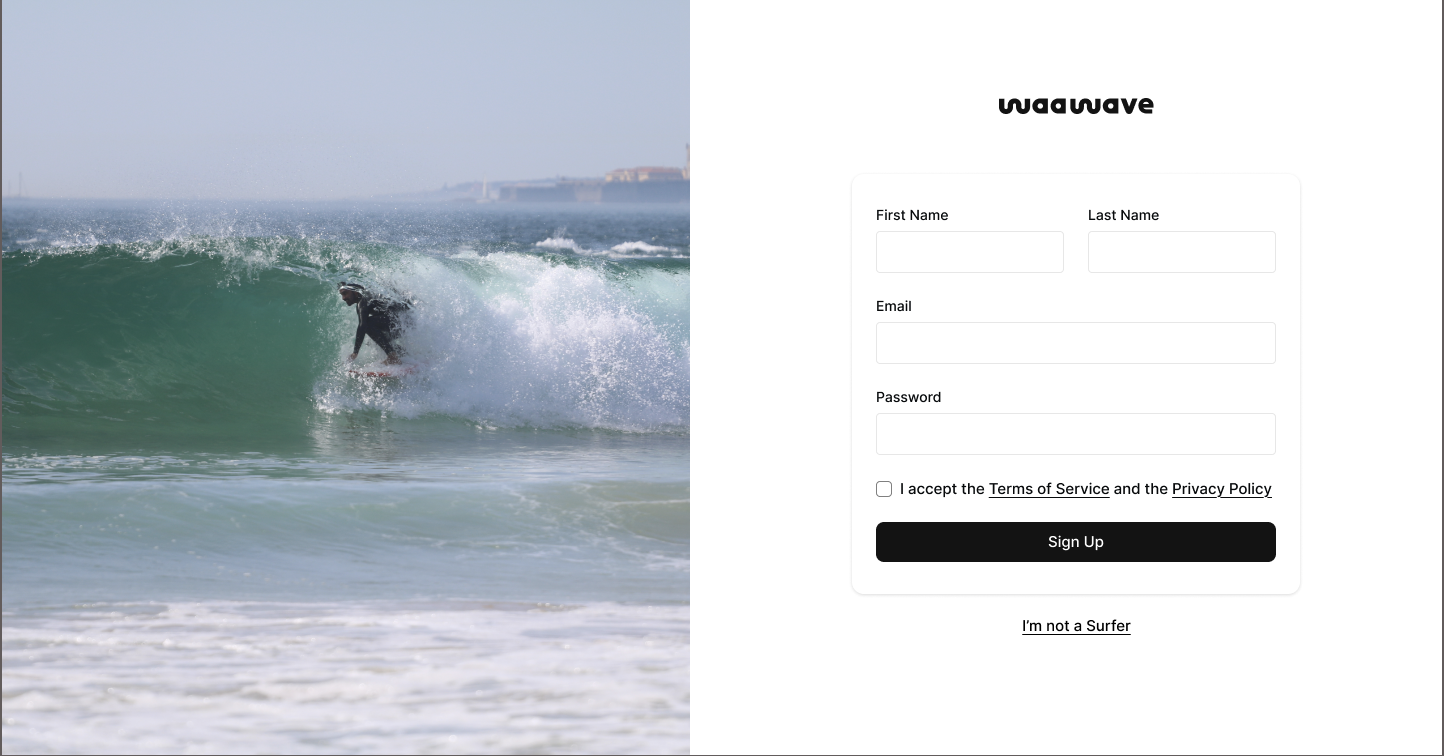 waawave
First Name Last Name
Email
Password
I accept the Terms of Service and the Privacy Policy
Sign Up
I’m not a Surfer